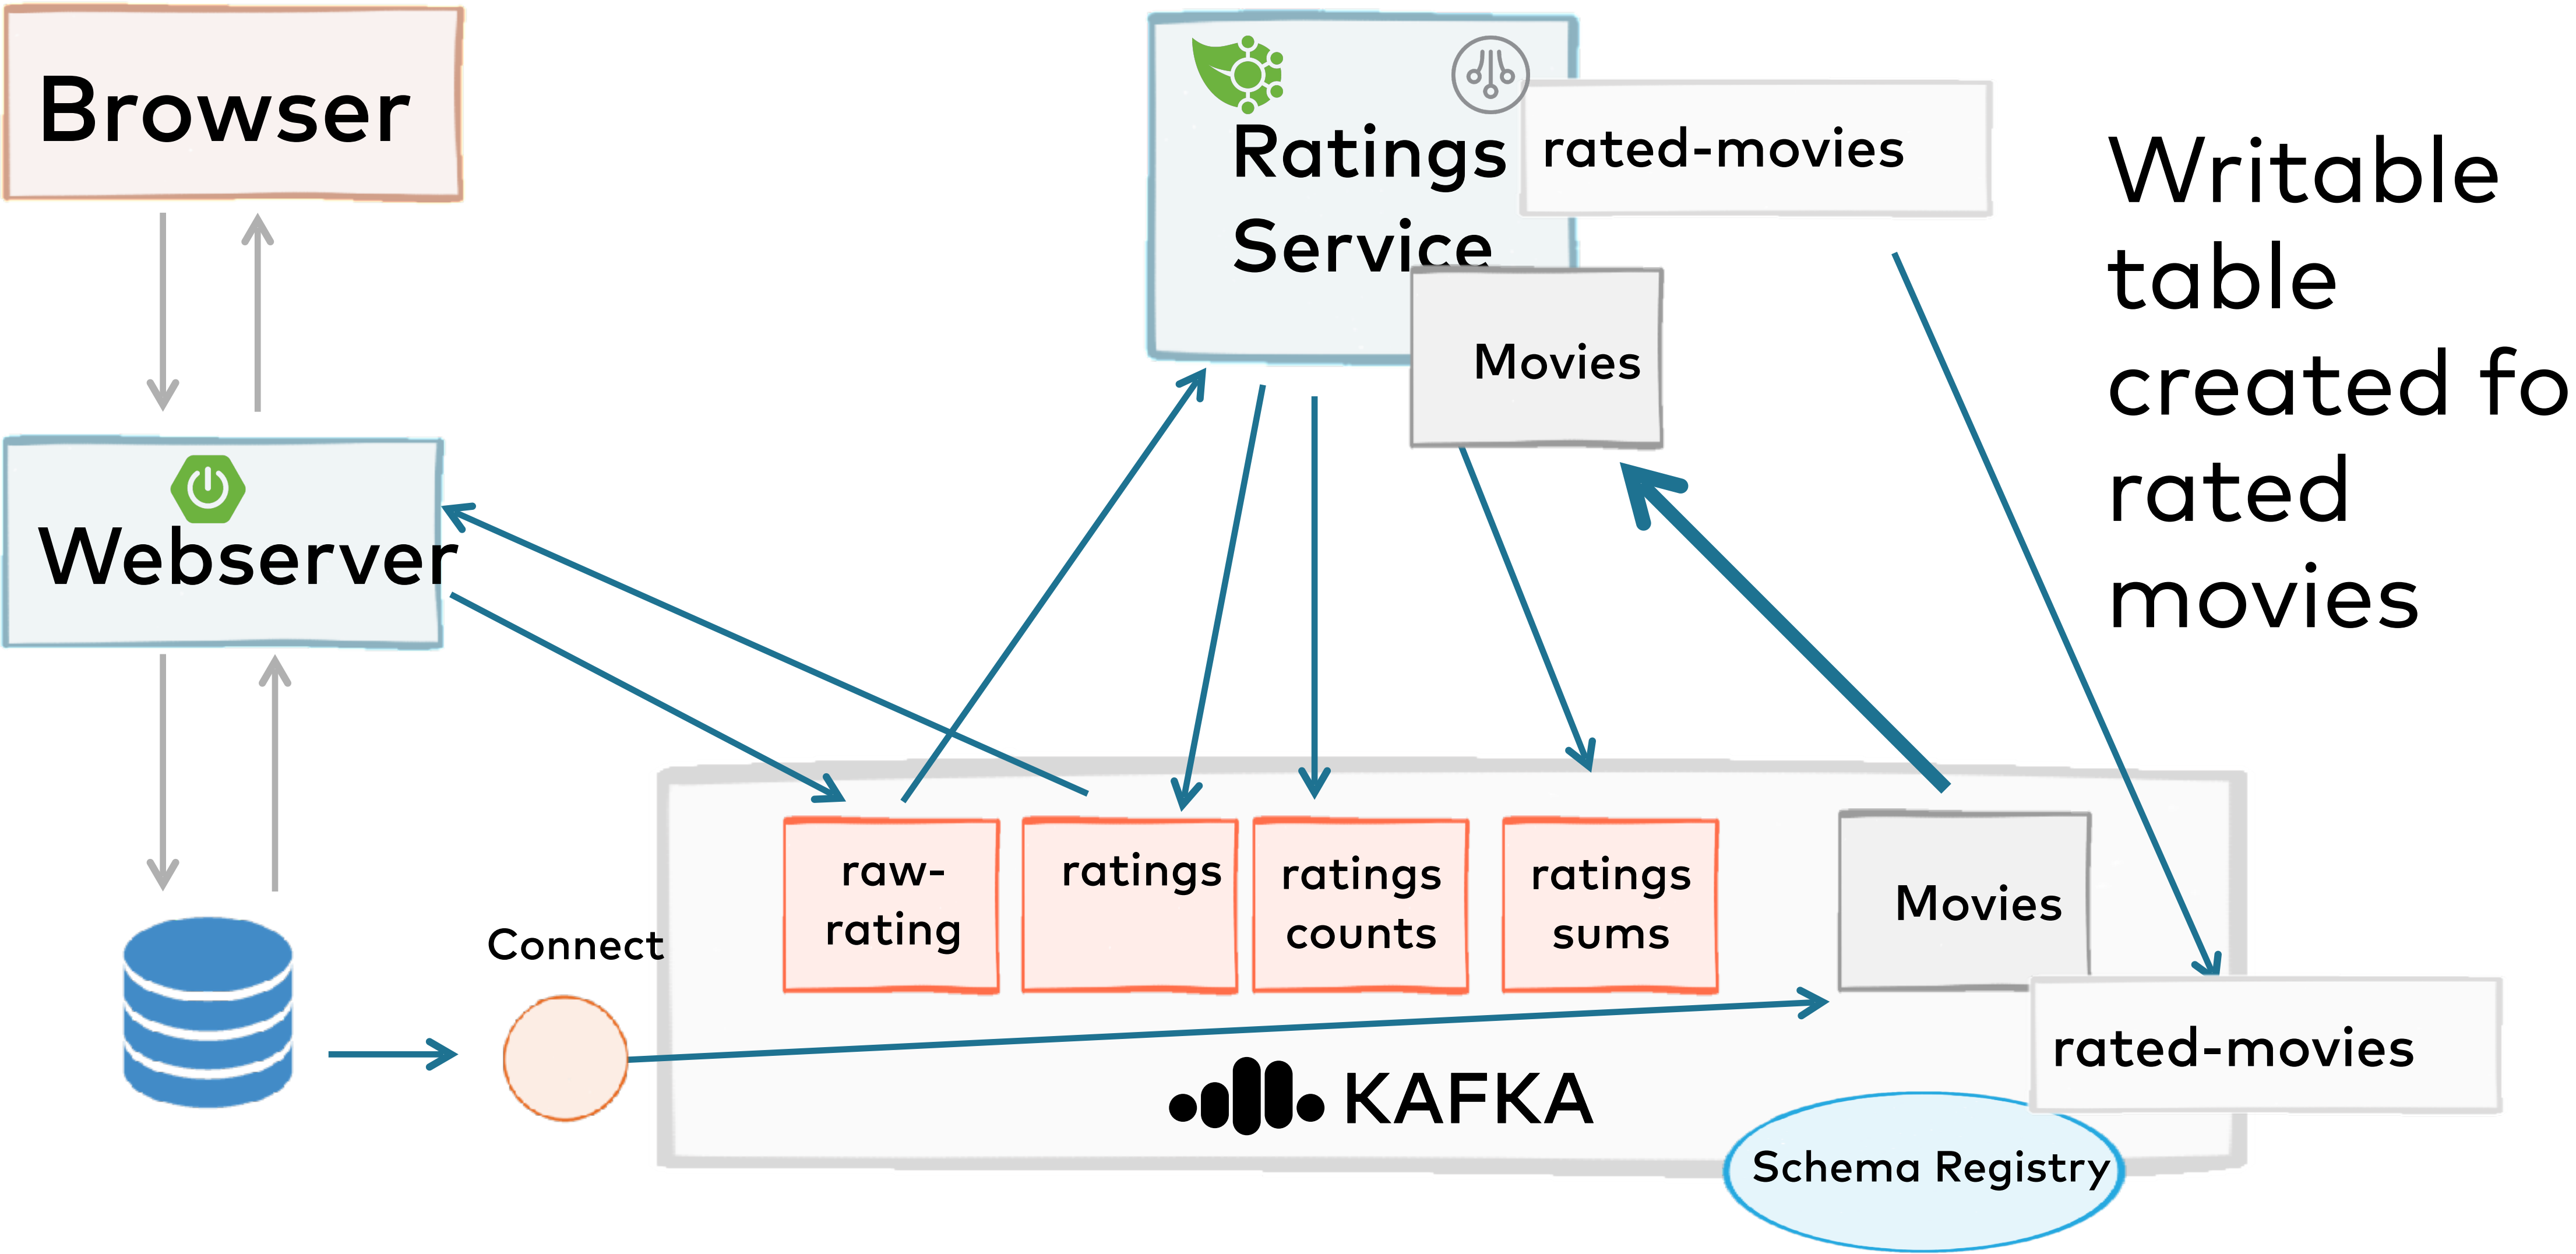 Browser
Ratings
Service
rated-movies
Movies
Writable
table
created fo
rated
movies
Webserver
Connect
raw-
rating
ratings
ratings
counts
ratings
sums
Movies
rated-movies
KAFKA
Schema Registry